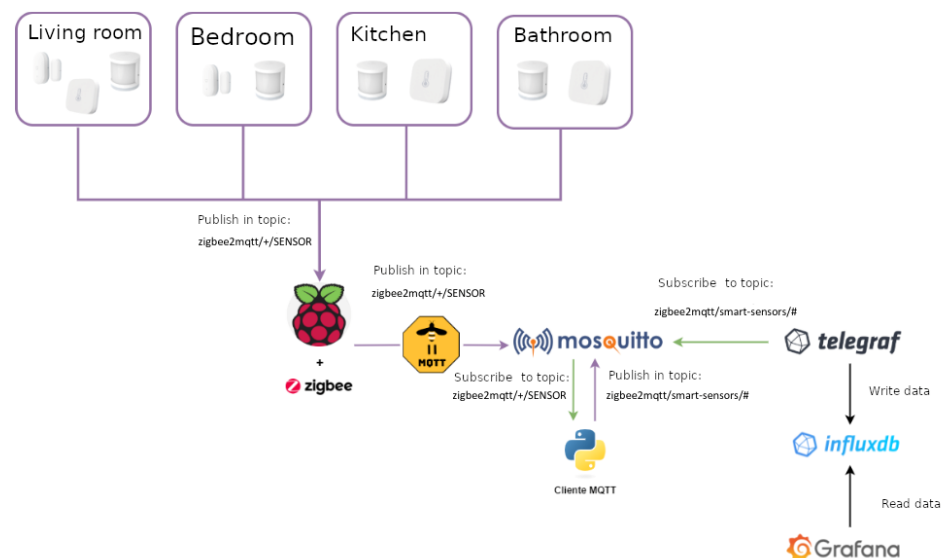 Living room
Bedroom
Kitchen
Bathroom
Publish in topic:
zigbee2mqtt/+/SENSOR
Publish in topic:
zigbee2mqtt/+/SENSOR
Subscribe to topic:
zigbee2mqtt/smart-sensors/#
+
zigbee
MQTT
mosquitto
telegraf
Subscribe to topic:
zigbee2mqtt/+/SENSOR
Publish in topic:
zigbee2mqtt/smart-sensors/#
Write data
influxdb
Cliente MQTT
Read data
Grafana